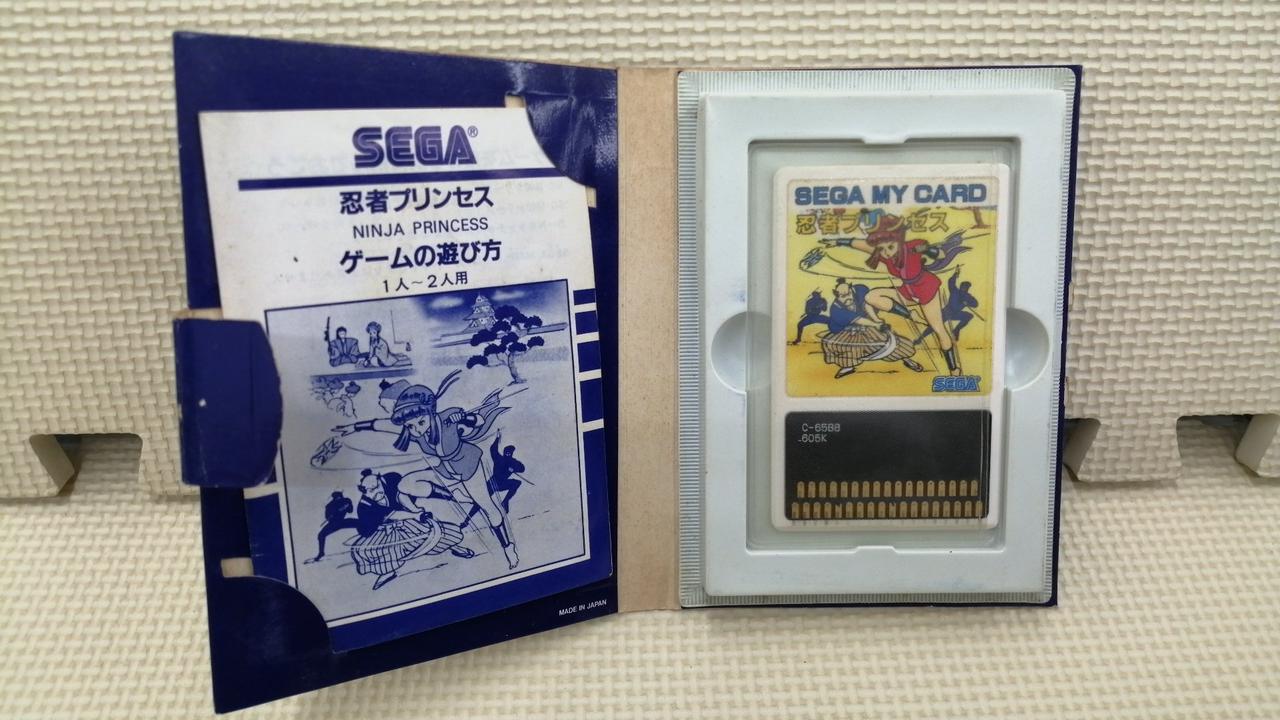 SEGA®
忍者プリンセス
NINJA PRINCESS
ゲームの遊び方
1人〜2人用
MADE IN JAPAN
SEGA MY CARD
忍者プリンセス
SEGA
C-65B8
605K